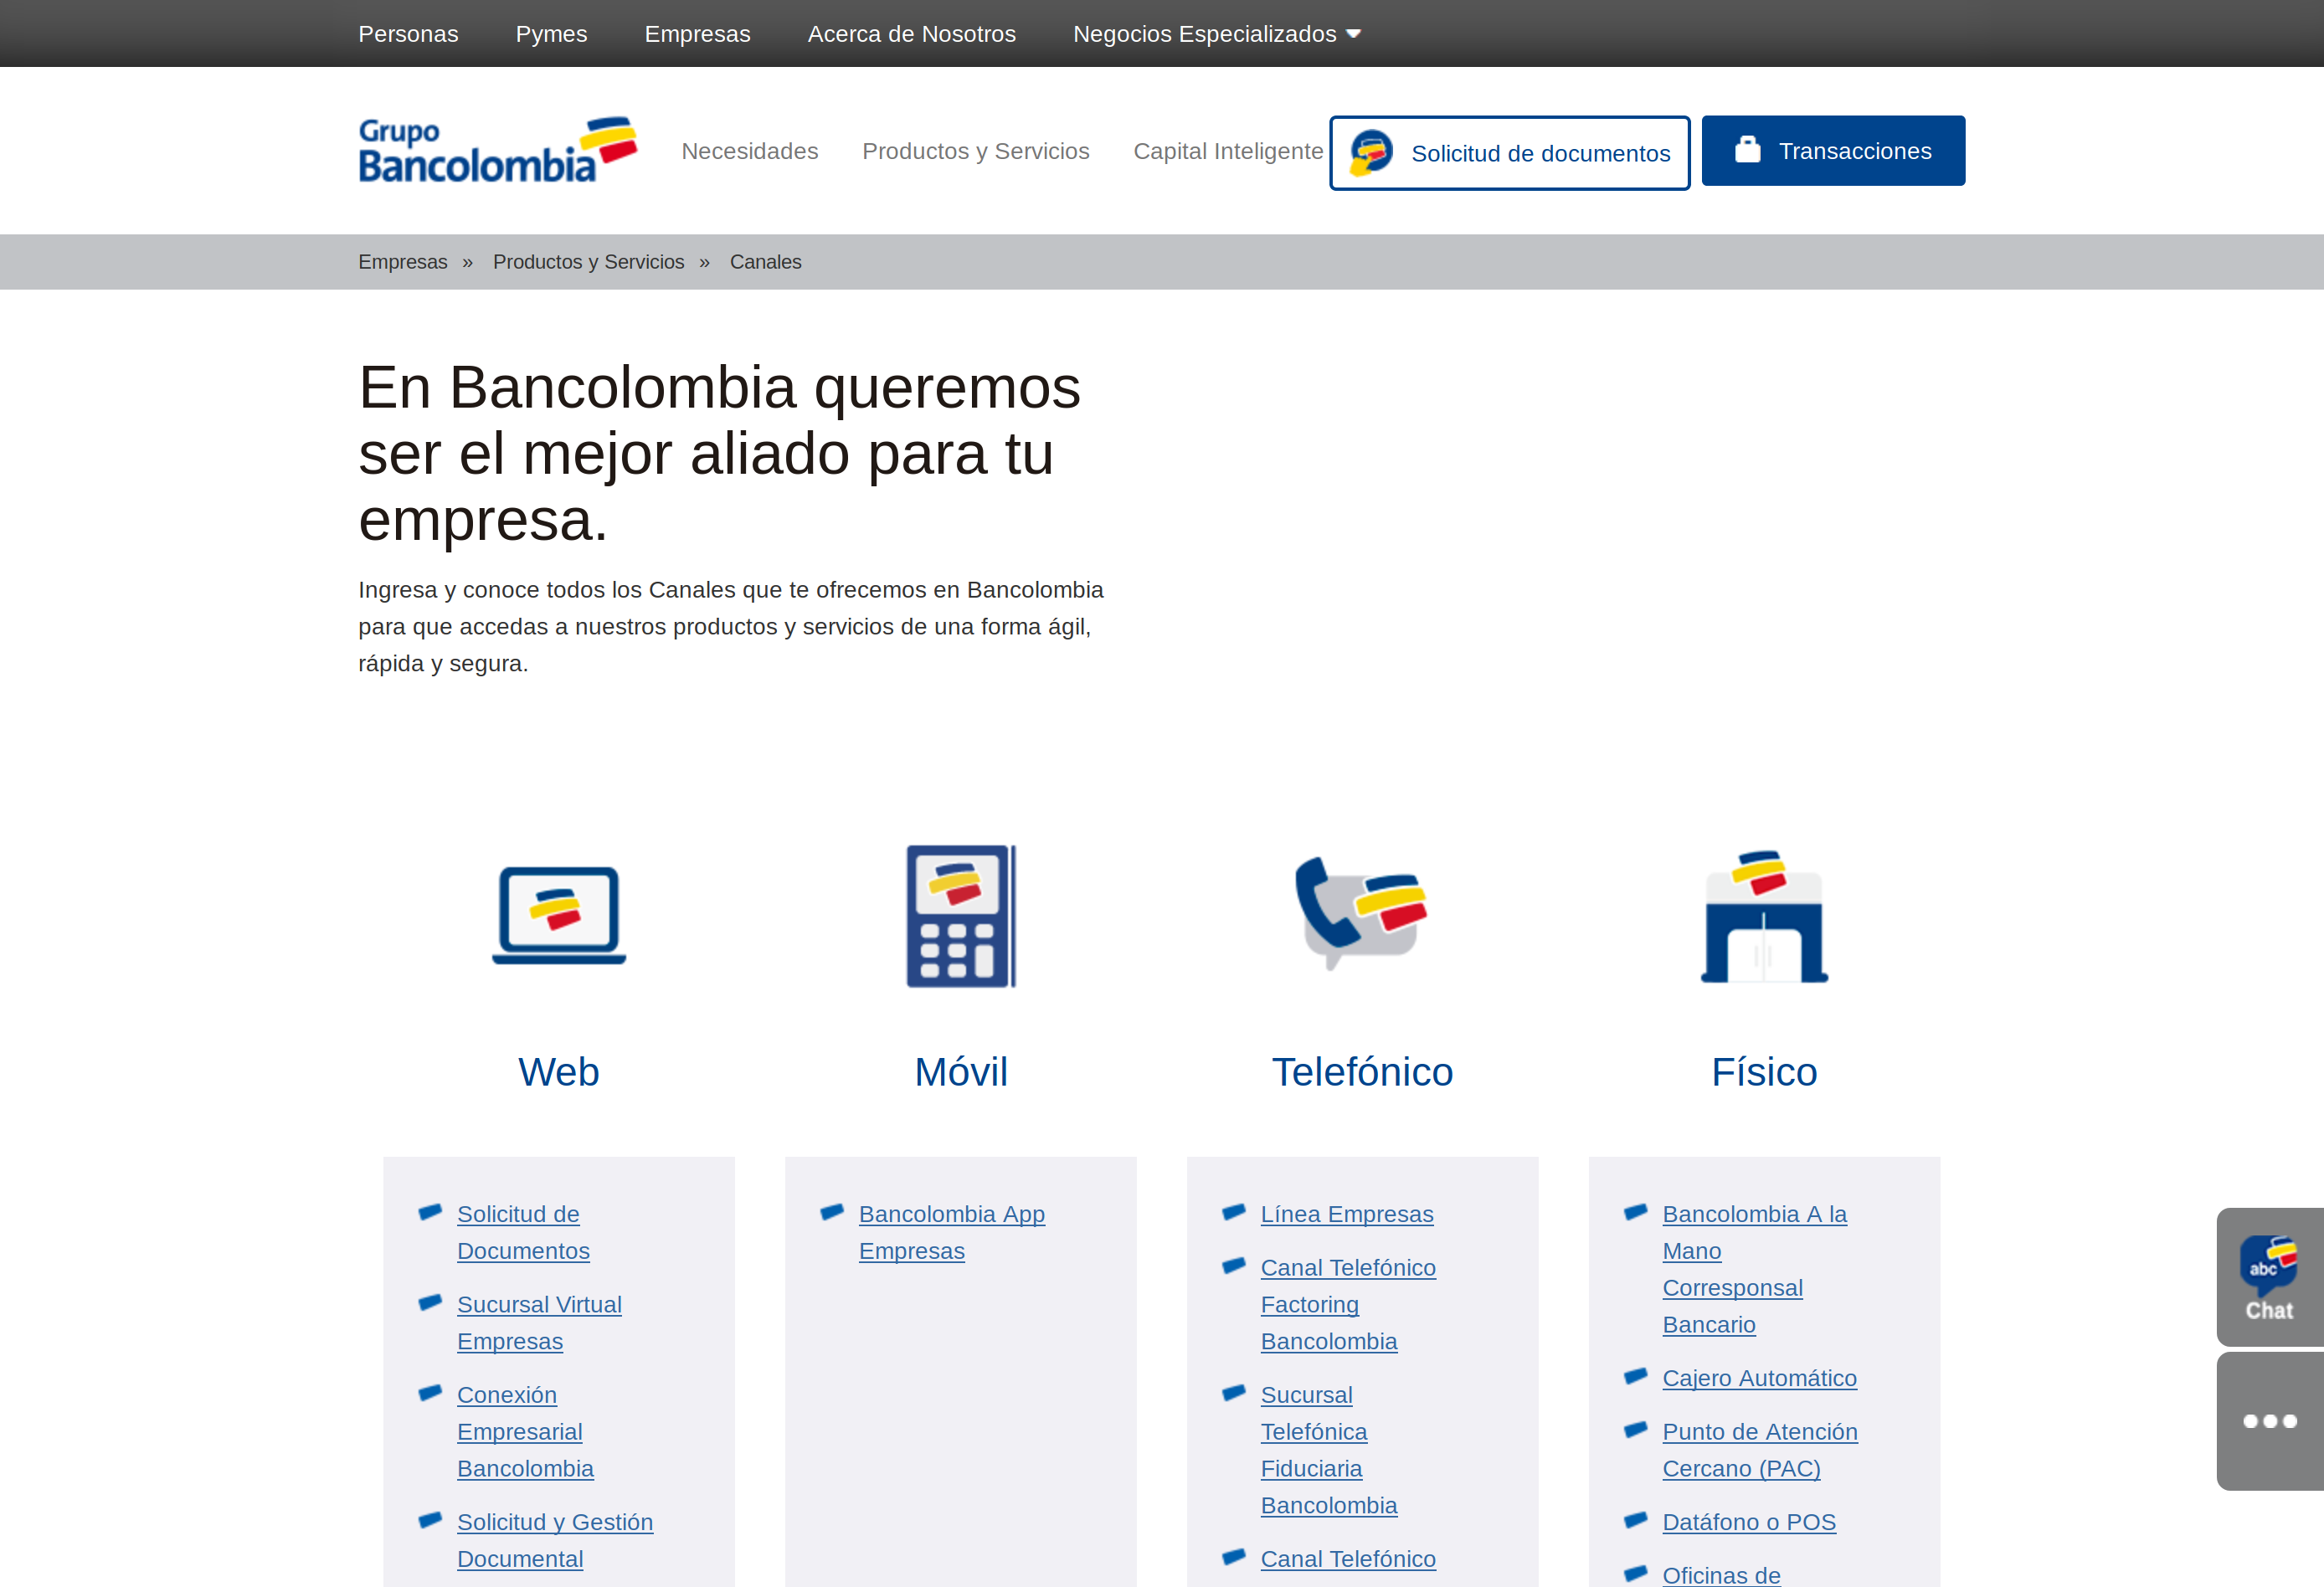 Personas Pymes Empresas Acerca de Nosotros Negocios Especializados
Grupo
Bancolombia
Necesidades Productos y Servicios Capital Inteligente
Solicitud de documentos
Transacciones
Empresas » Productos y Servicios » Canales
En Bancolombia queremos
ser el mejor aliado para tu
empresa.
Ingresa y conoce todos los Canales que te ofrecemos en Bancolombia
para que accedas a nuestros productos y servicios de una forma ágil,
rápida y segura.
Web
Solicitud de
Documentos
Sucursal Virtual
Empresas
Conexión
Empresarial
Bancolombia
Solicitud y Gestión
Documental
Móvil
Bancolombia App
Empresas
Telefónico
Línea Empresas
Canal Telefónico
Factoring
Bancolombia
Sucursal
Telefónica
Fiduciaria
Bancolombia
Canal Telefónico
Físico
Bancolombia A la
Mano
Corresponsal
Bancario
Cajero Automático
Punto de Atención
Cercano (PAC)
Datáfono o POS
Oficinas de
abc
Chat